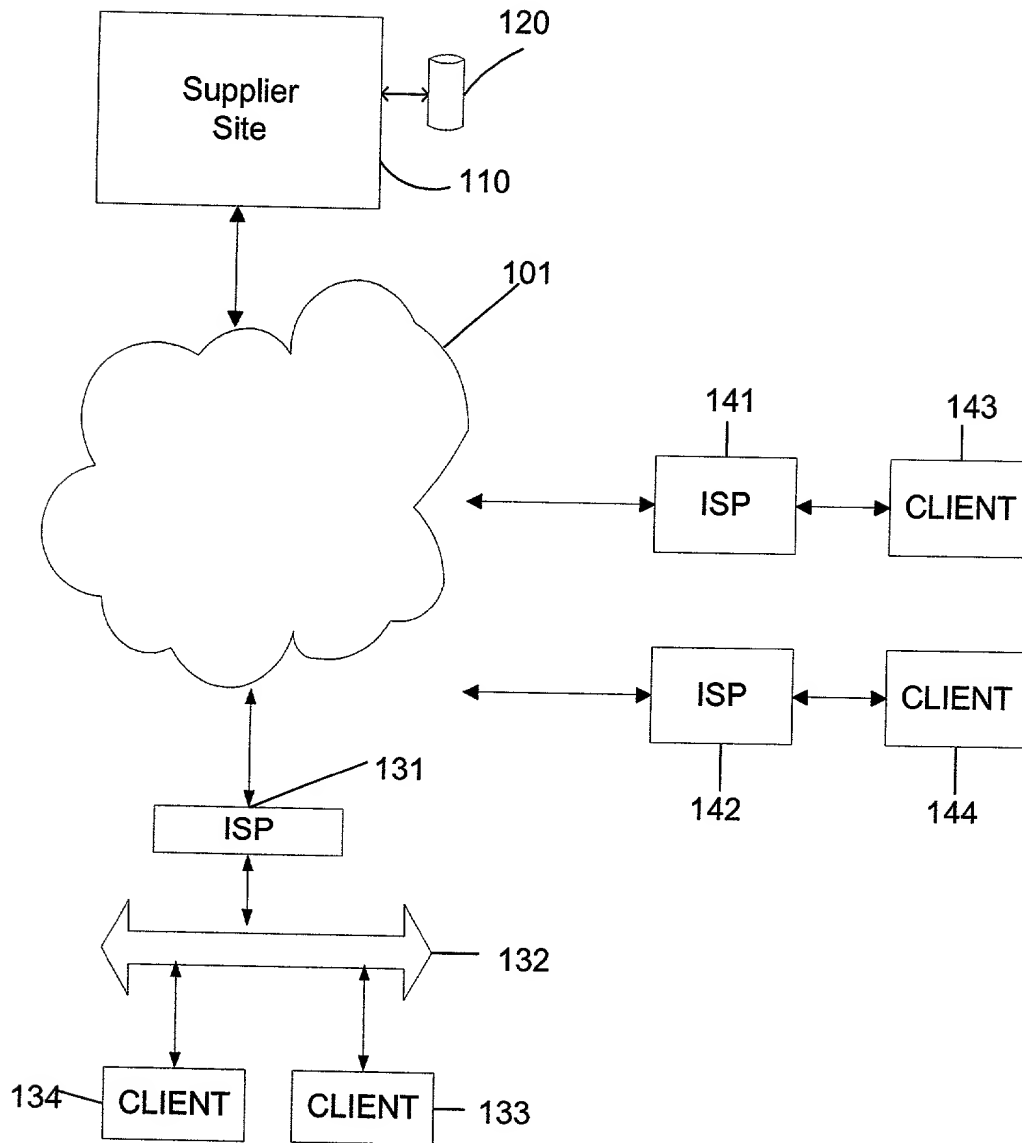 120
Supplier
Site
110
101
141
143
ISP
CLIENT
ISP
CLIENT
142
144
131
ISP
132
134
CLIENT
CLIENT
133